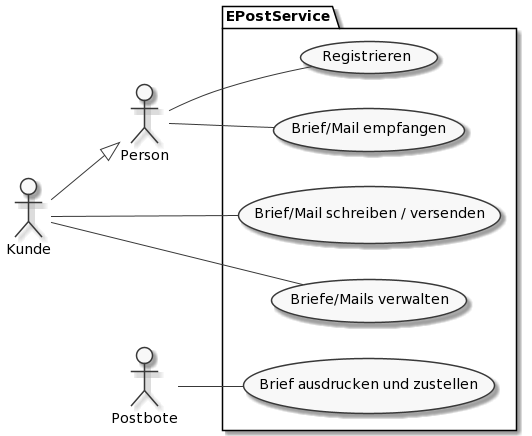 EPostService
Registrieren
Brief/Mail empfangen
Person
Brief/Mail schreiben / versenden
Kunde
Briefe/Mails verwalten
Brief ausdrucken und zustellen
Postbote